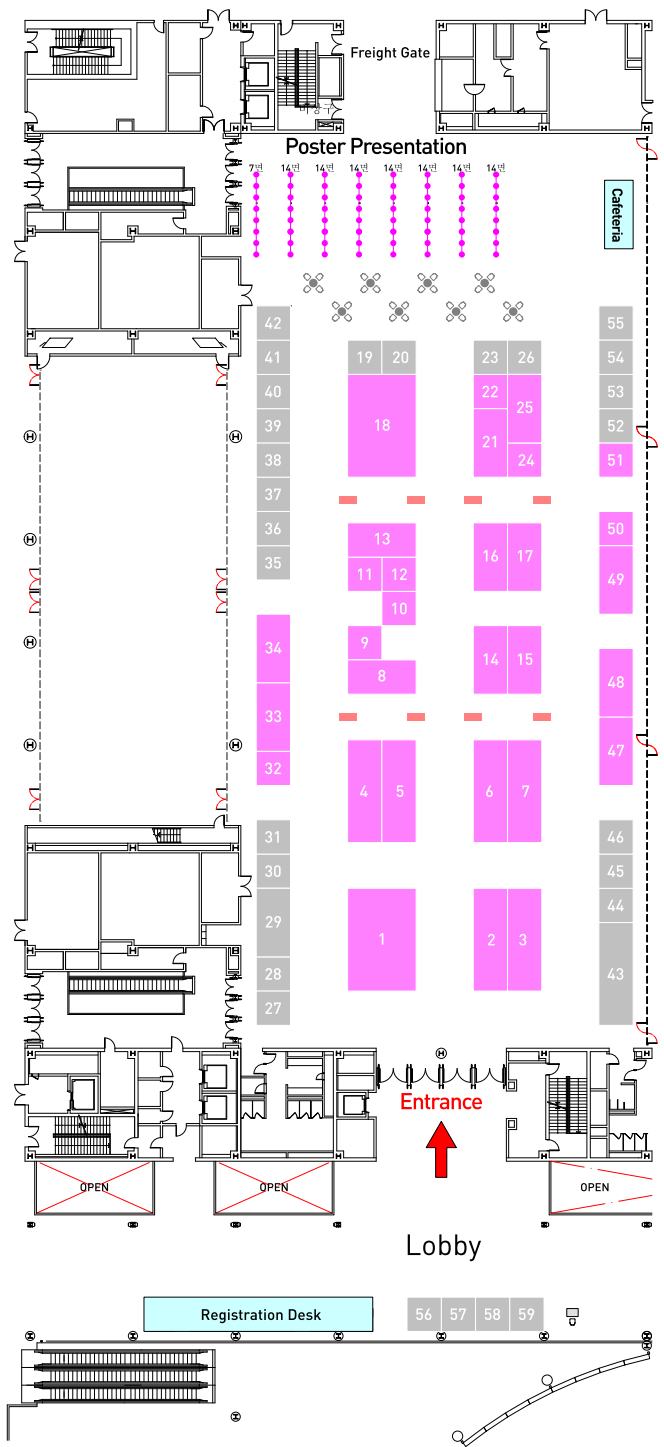 Freight Gate
Poster Presentation
7면 14면 14면 14면 14면 14면 14면 14면
Cafeteria
42 55
41 19 20 23 26 54
40 22 53
18 25
39 21 52
38 24 51
37
36 13 50
35 11 12 16 17 49
10
34 9 14 15 48
8
33 47
32
4 5 6 7
31 46
30 45
29 44
1 2 3
28 43
27
Entrance
OPEN OPEN OPEN
Lobby
Registration Desk 56 57 58 59